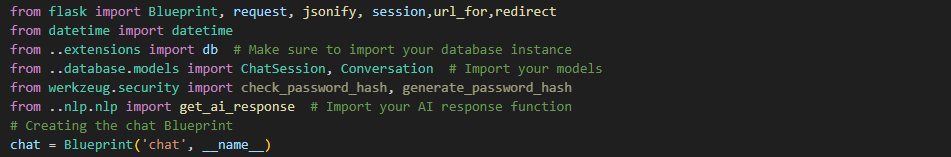 from flask import Blueprint, request, jsonify, session,url_for,redirect
from datetime import datetime
from ..extensions import db  # Make sure to import your database instance
from ..database.models import ChatSession, Conversation  # Import your models
from werkzeug.security import check_password_hash, generate_password_hash
from ..nlp.nlp import get_ai_response  # Import your AI response function
# Creating the chat Blueprint
chat = Blueprint('chat', __name__)